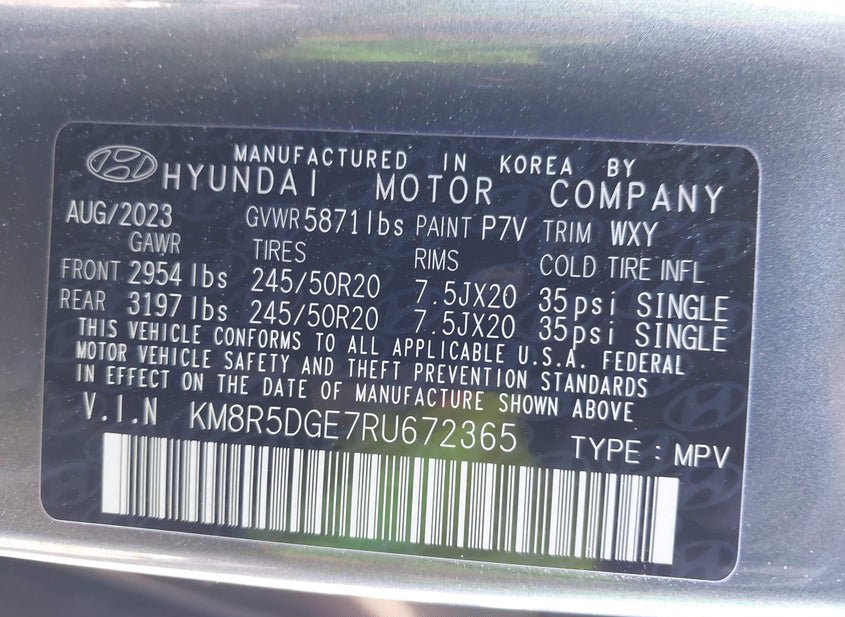 MANUFACTURED IN KOREA BY
HYUNDAI MOTOR COMPANY
AUG/2023 GVWR 5871lbs PAINT P7V TRIM WXY
GAWR TIRES RIMS COLD TIRE INFL
FRONT 2954 lbs 245/50R20 7.5JX20 35psi SINGLE
REAR 3197 lbs 245/50R20 7.5JX20 35psi SINGLE
THIS VEHICLE CONFORMS TO ALL APPLICABLE U.S.A. FEDERAL
MOTOR VEHICLE SAFETY AND THEFT PREVENTION STANDARDS
IN EFFECT ON THE DATE OF MANUFACTURE SHOWN ABOVE
V.I.N KM8R5DGE7RU672365 TYPE : MPV